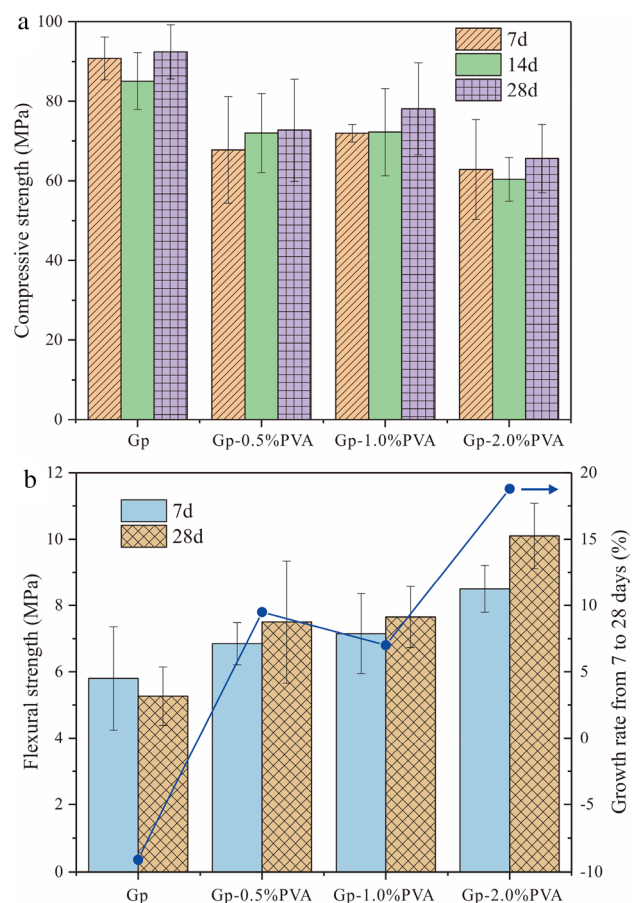 a
100
80
60
40
20
0
Compressive strength (MPa)
7d
14d
28d
Gp
Gp-0.5%PVA
Gp-1.0%PVA
Gp-2.0%PVA
b
12
10
8
6
4
2
0
Flexural strength (MPa)
7d
28d
20
15
10
5
0
-5
-10
Growth rate from 7 to 28 days (%)
Gp
Gp-0.5%PVA
Gp-1.0%PVA
Gp-2.0%PVA